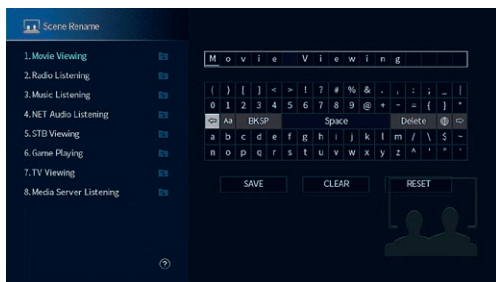 Scene Rename
1.Movie Viewing
2.Radio Listening
3.Music Listening
4.NET Audio Listening
5.STB Viewing
6.Game Playing
7.TV Viewing
8.Media Server Listening
?
Movie Viewing
( ) [ ] < > ! ? # % & . , : ; _ |
0 1 2 3 4 5 6 7 8 9 @ + - = { } *
⇦ Aa BKSP Space Delete ⇨
a b c d e f g h i j k l m / \ $ ~
n o p q r s t u v w x y z ^ ' " `
SAVE CLEAR RESET